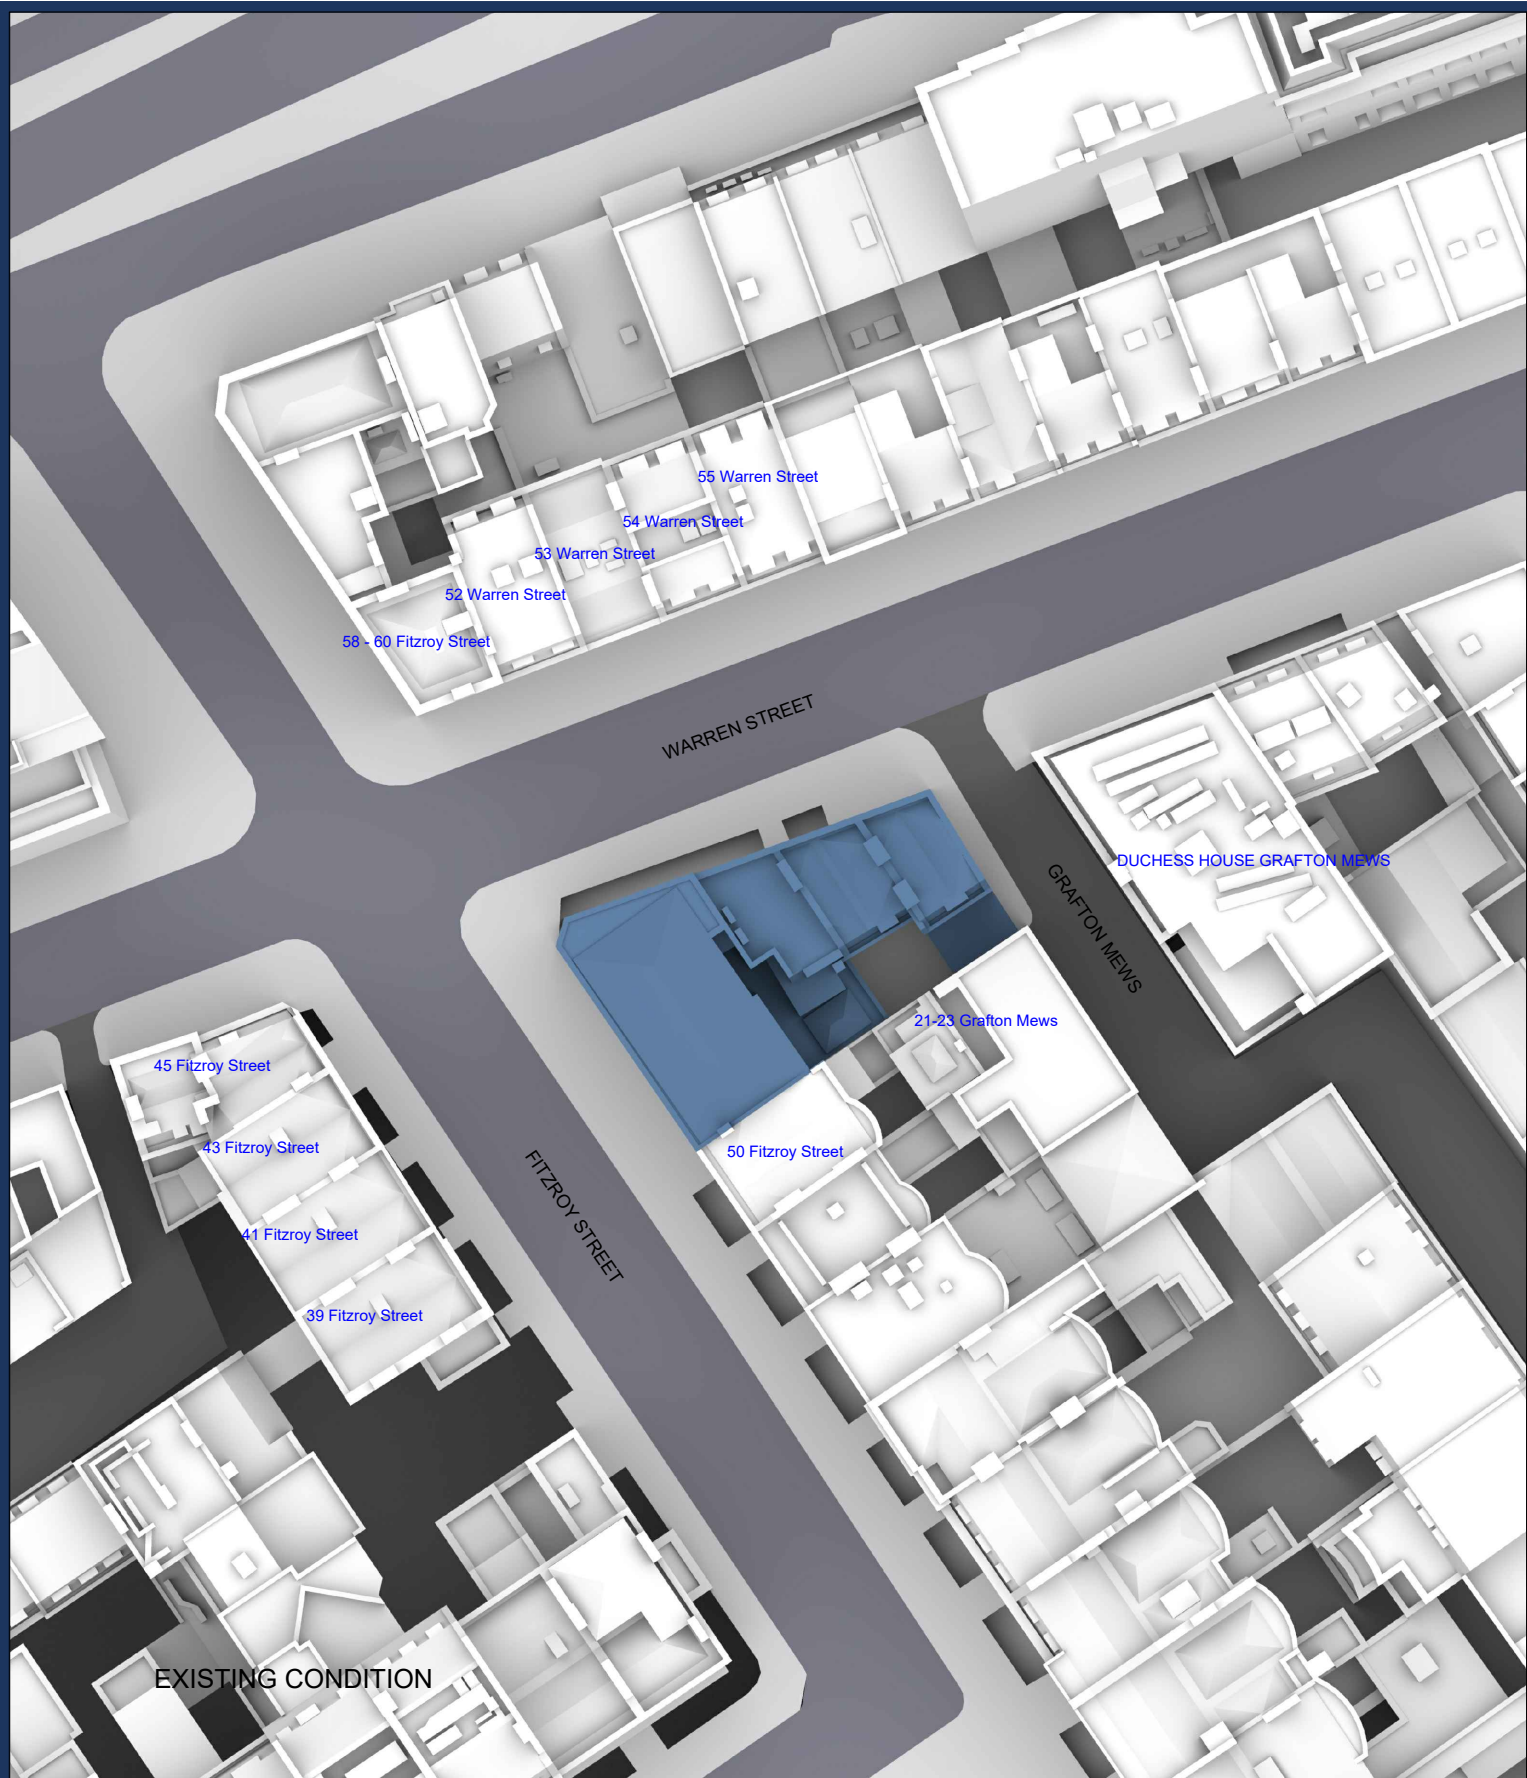 55 Warren Street
54 Warren Street
53 Warren Street
52 Warren Street
58 - 60 Fitzroy Street
WARREN STREET
DUCHESS HOUSE GRAFTON MEWS
GRAFTON MEWS
21-23 Grafton Mews
45 Fitzroy Street
43 Fitzroy Street
50 Fitzroy Street
FITZROY STREET
41 Fitzroy Street
39 Fitzroy Street
EXISTING CONDITION